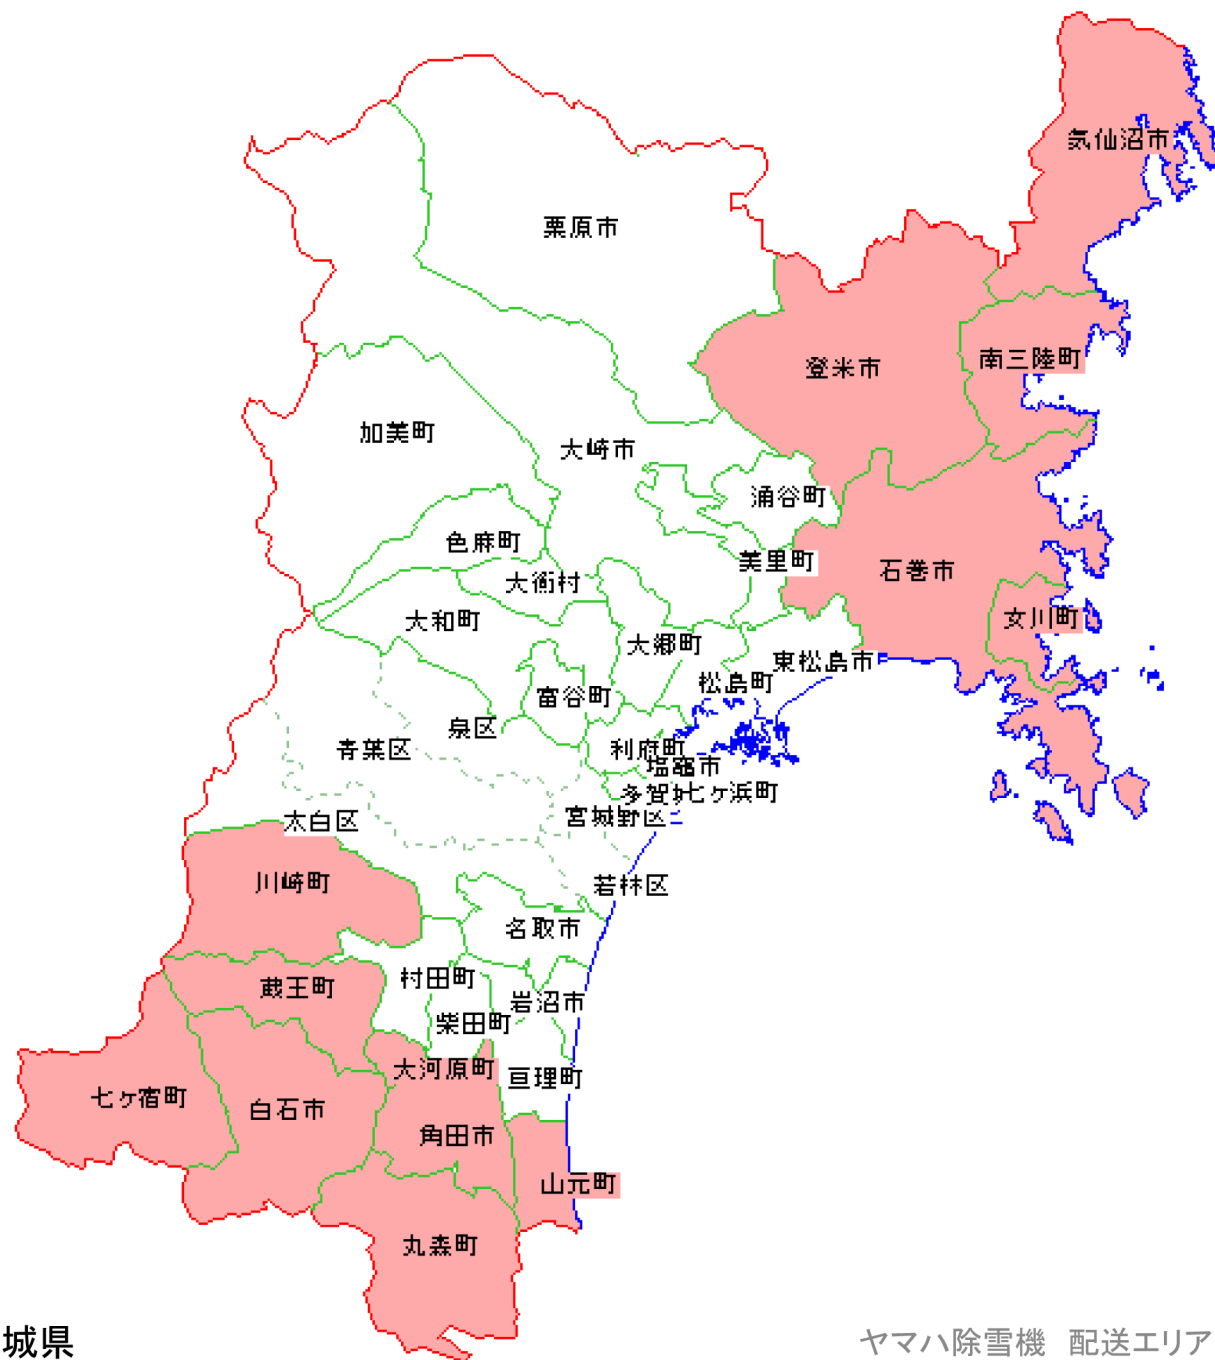 気仙沼市
栗原市
登米市
南三陸町
加美町
大崎市
涌谷町
色麻町
美里町
石巻市
大衡村
女川町
大和町
大郷町
東松島市
松島町
富谷町
泉区
青葉区
利府町
塩竈市
多賀
七ヶ浜町
宮城野区
太白区
川崎町
若林区
名取市
村田町
蔵王町
岩沼市
柴田町
大河原町
亘理町
七ヶ宿町
白石市
角田市
山元町
丸森町
城県
ヤマハ除雪機 配送エリア